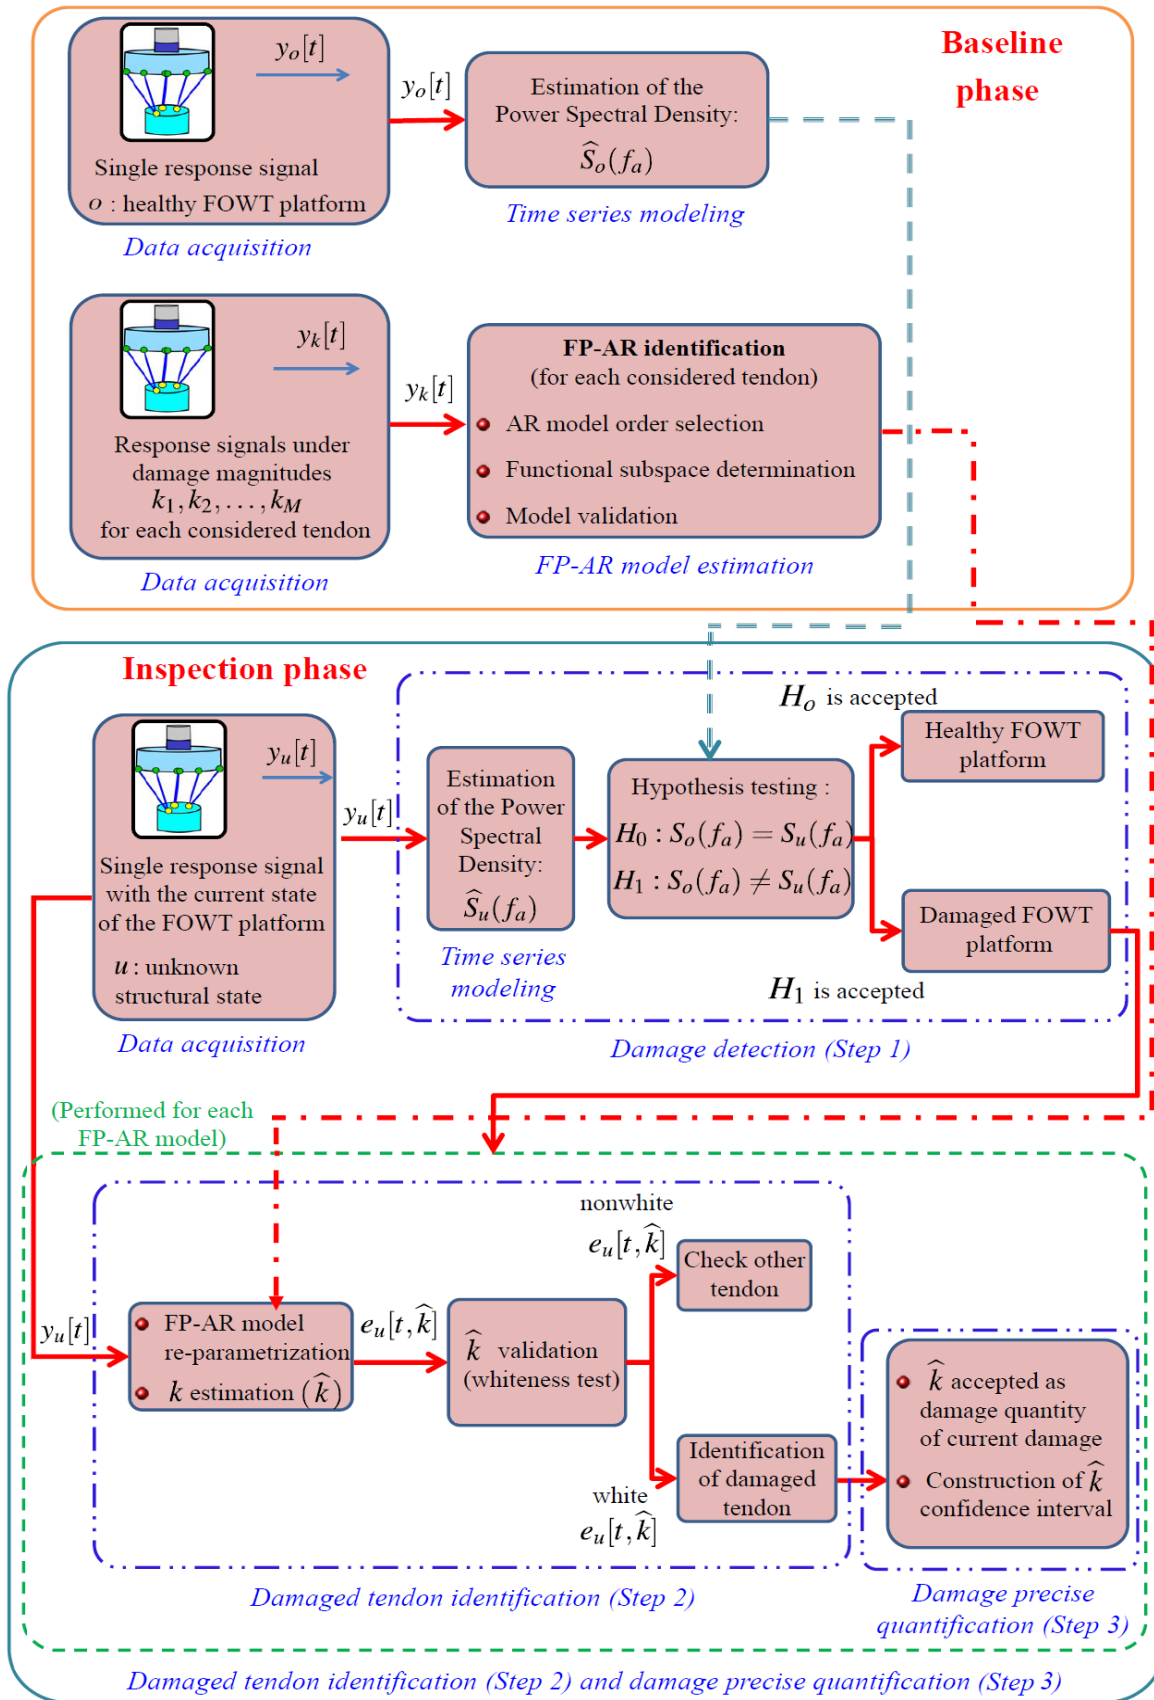 Baseline
phase
y_o[t]
Single response signal
o : healthy FOWT platform
Data acquisition
y_o[t]
Estimation of the
Power Spectral Density:
Ŝ_o(f_a)
Time series modeling
y_k[t]
Response signals under
damage magnitudes
k_1, k_2, . . . , k_M
for each considered tendon
Data acquisition
y_k[t]
FP-AR identification
(for each considered tendon)
AR model order selection
Functional subspace determination
Model validation
FP-AR model estimation
Inspection phase
y_u[t]
Single response signal
with the current state
of the FOWT platform
u : unknown
structural state
Data acquisition
y_u[t]
Estimation
of the Power
Spectral
Density:
Ŝ_u(f_a)
Time series
modeling
Hypothesis testing :
H_0 : S_o(f_a) = S_u(f_a)
H_1 : S_o(f_a) ≠ S_u(f_a)
H_o is accepted
Healthy FOWT
platform
Damaged FOWT
platform
H_1 is accepted
Damage detection (Step 1)
(Performed for each
FP-AR model)
y_u[t]
FP-AR model
re-parametrization
k estimation (k̂)
e_u[t, k̂]
k̂ validation
(whiteness test)
nonwhite
e_u[t, k̂]
Check other
tendon
white
e_u[t, k̂]
Identification
of damaged
tendon
Damaged tendon identification (Step 2)
k̂ accepted as
damage quantity
of current damage
Construction of k̂
confidence interval
Damage precise
quantification (Step 3)
Damaged tendon identification (Step 2) and damage precise quantification (Step 3)